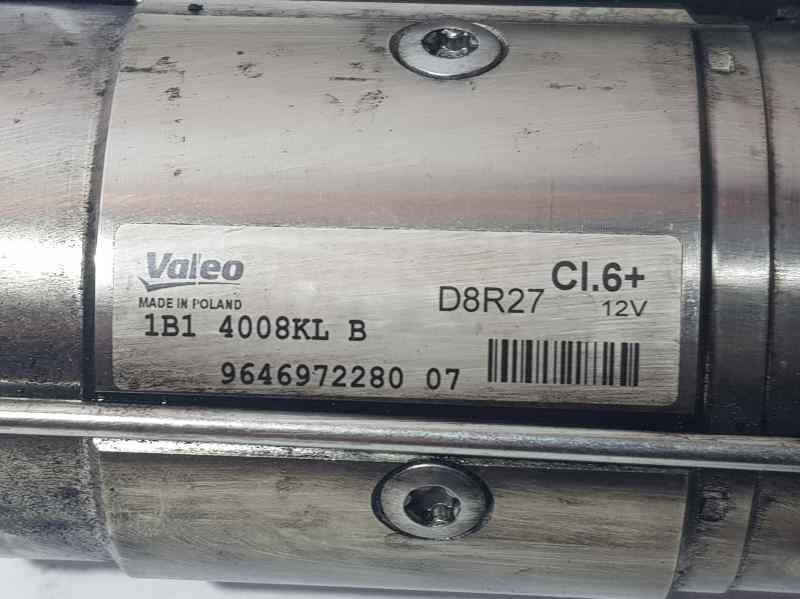 Valeo
MADE IN POLAND
D8R27 Cl.6+
12V
1B1 4008KL B
9646972280 07